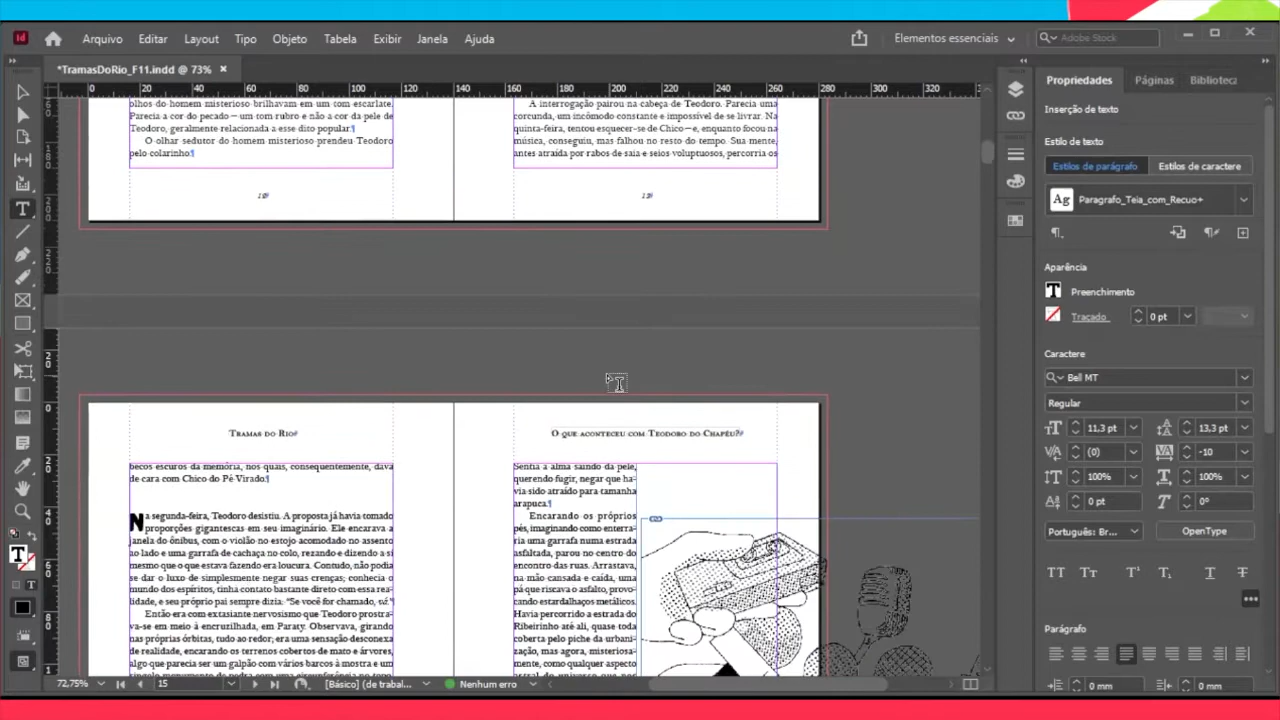 Arquivo Editar Layout Tipo Objeto Tabela Exibir Janela Ajuda
Elementos essenciais
Adobe Stock
*TramasDoRio_F11.indd @ 73% ×
0 20 40 60 80 100 120 140 160 180 200 220 240 260 280 300 320
olhos do homem misterioso brilhavam em um tom escarlate.
Parecia a cor do pecado — um tom rubro e não a cor da pele de
Teodoro, geralmente relacionada a esse dito popular.¶
O olhar sedutor do homem misterioso prendeu Teodoro
pelo colarinho.¶
A interrogação pairou na cabeça de Teodoro. Parecia uma
corcunda, um incômodo constante e impossível de se livrar. Na
quinta-feira, tentou esquecer-se de Chico — e, enquanto focou na
música, conseguiu, mas falhou no resto do tempo. Sua mente,
antes atraída por rabos de saia e seios voluptuosos, percorria os
Tramas do Rio
O que aconteceu com Teodoro do Chapéu?
becos escuros da memória, nos quais, consequentemente, dava
de cara com Chico do Pé Virado.¶
Na segunda-feira, Teodoro desistiu. A proposta já havia tomado
proporções gigantescas em seu imaginário. Ele encarava a
janela do ônibus, com o violão no estojo acomodado no assento
ao lado e uma garrafa de cachaça no colo, rezando e dizendo a si
mesmo que o que estava fazendo era loucura. Contudo, não podia
se dar o luxo de simplesmente negar suas crenças; conhecia o
mundo dos espíritos, tinha contato bastante direto com essa rea-
lidade, e seu próprio pai sempre dizia: “Se você for chamado, vá.”¶
Então era com extasiante nervosismo que Teodoro prostra-
va-se em meio à encruzilhada, em Paraty. Observava, girando
nas próprias órbitas, tudo ao redor; era uma sensação desconexa
de realidade, encarando os terrenos cobertos de mato e árvores,
algo que parecia ser um galpão com vários barcos à mostra e um
Sentia a alma saindo da pele,
querendo fugir, negar que ha-
via sido atraído para tamanha
arapuca.¶
Encarando os próprios
pés, imaginando como enterra-
ria uma garrafa numa estrada
asfaltada, parou no centro do
encontro das ruas. Arrastava,
na mão cansada e caída, uma
pá que riscava o asfalto, provo-
cando estardalhaços metálicos.
Havia percorrido a estrada do
Ribeirinho até ali, quase toda
coberta pelo piche da urbani-
zação, mas agora, misteriosa-
mente, como qualquer aspecto
Propriedades Páginas Bibliotec
Inserção de texto
Estilo de texto
Estilos de parágrafo Estilos de caractere
Ag Paragrafo_Teia_com_Recuo+
Aparência
Preenchimento
Traçado 0 pt
Caractere
Bell MT
Regular
11,3 pt 13,3 pt
(0) -10
100% 100%
0 pt 0°
Português: Br... OpenType
Parágrafo
0 mm 0 mm
72,75% 15 [Básico] (de trabal... Nenhum erro